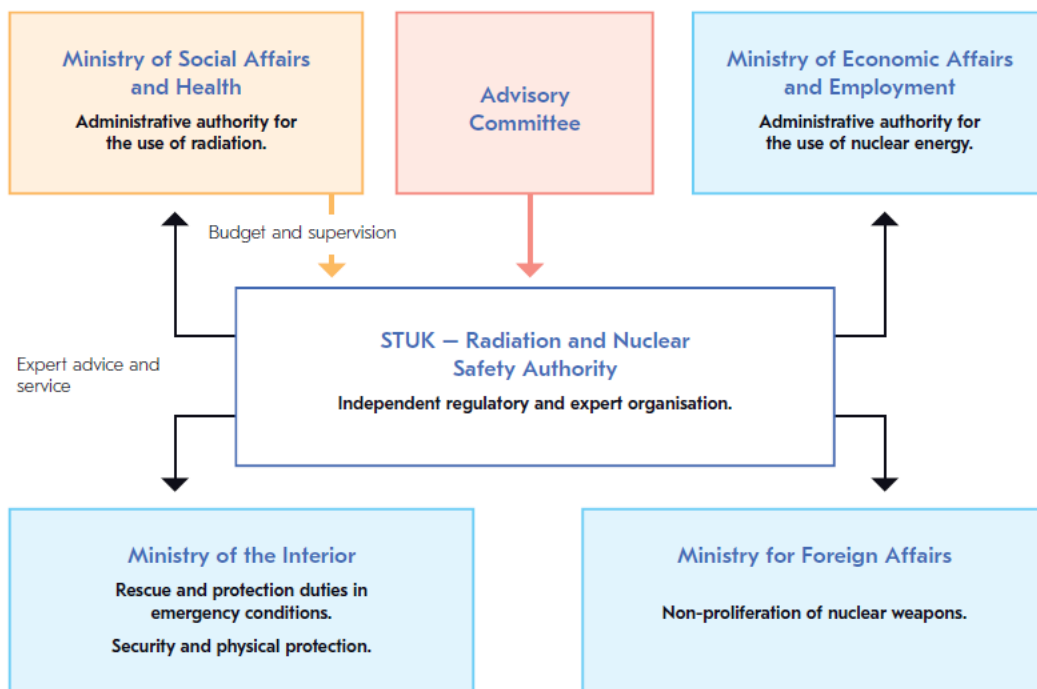 Ministry of Social Affairs
and Health
Administrative authority for
the use of radiation.
Advisory
Committee
Ministry of Economic Affairs
and Employment
Administrative authority for
the use of nuclear energy.
Budget and supervision
STUK – Radiation and Nuclear
Safety Authority
Independent regulatory and expert organisation.
Expert advice and
service
Ministry of the Interior
Rescue and protection duties in
emergency conditions.
Security and physical protection.
Ministry for Foreign Affairs
Non-proliferation of nuclear weapons.